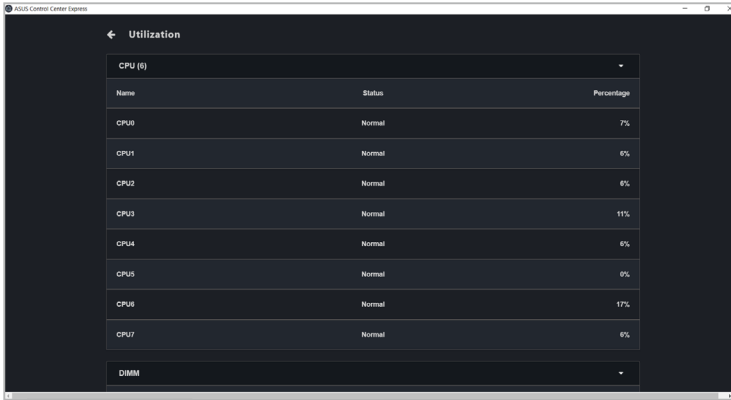 ASUS Control Center Express
Utilization
CPU (6)
Name Status Percentage
CPU0 Normal 7%
CPU1 Normal 6%
CPU2 Normal 6%
CPU3 Normal 11%
CPU4 Normal 6%
CPU5 Normal 0%
CPU6 Normal 17%
CPU7 Normal 6%
DIMM